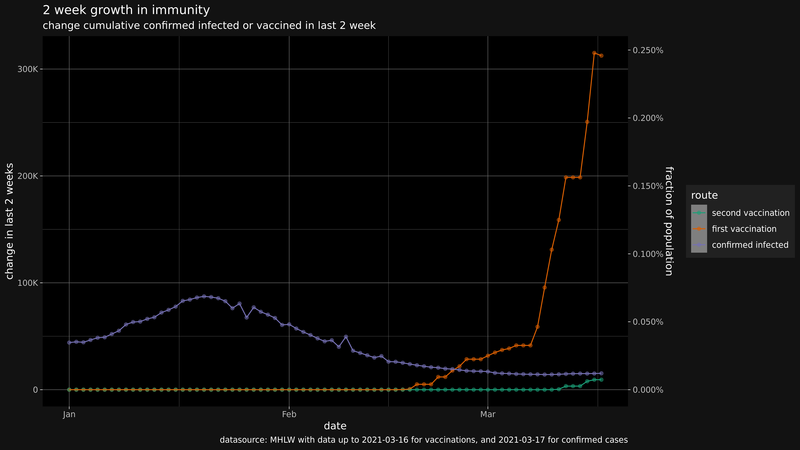 2 week growth in immunity
change cumulative confirmed infected or vaccined in last 2 week
300K
200K
100K
0
change in last 2 weeks
0.250%
0.200%
0.150%
0.100%
0.050%
0.000%
fraction of population
Jan
Feb
Mar
date
route
second vaccination
first vaccination
confirmed infected
datasource: MHLW with data up to 2021-03-16 for vaccinations, and 2021-03-17 for confirmed cases